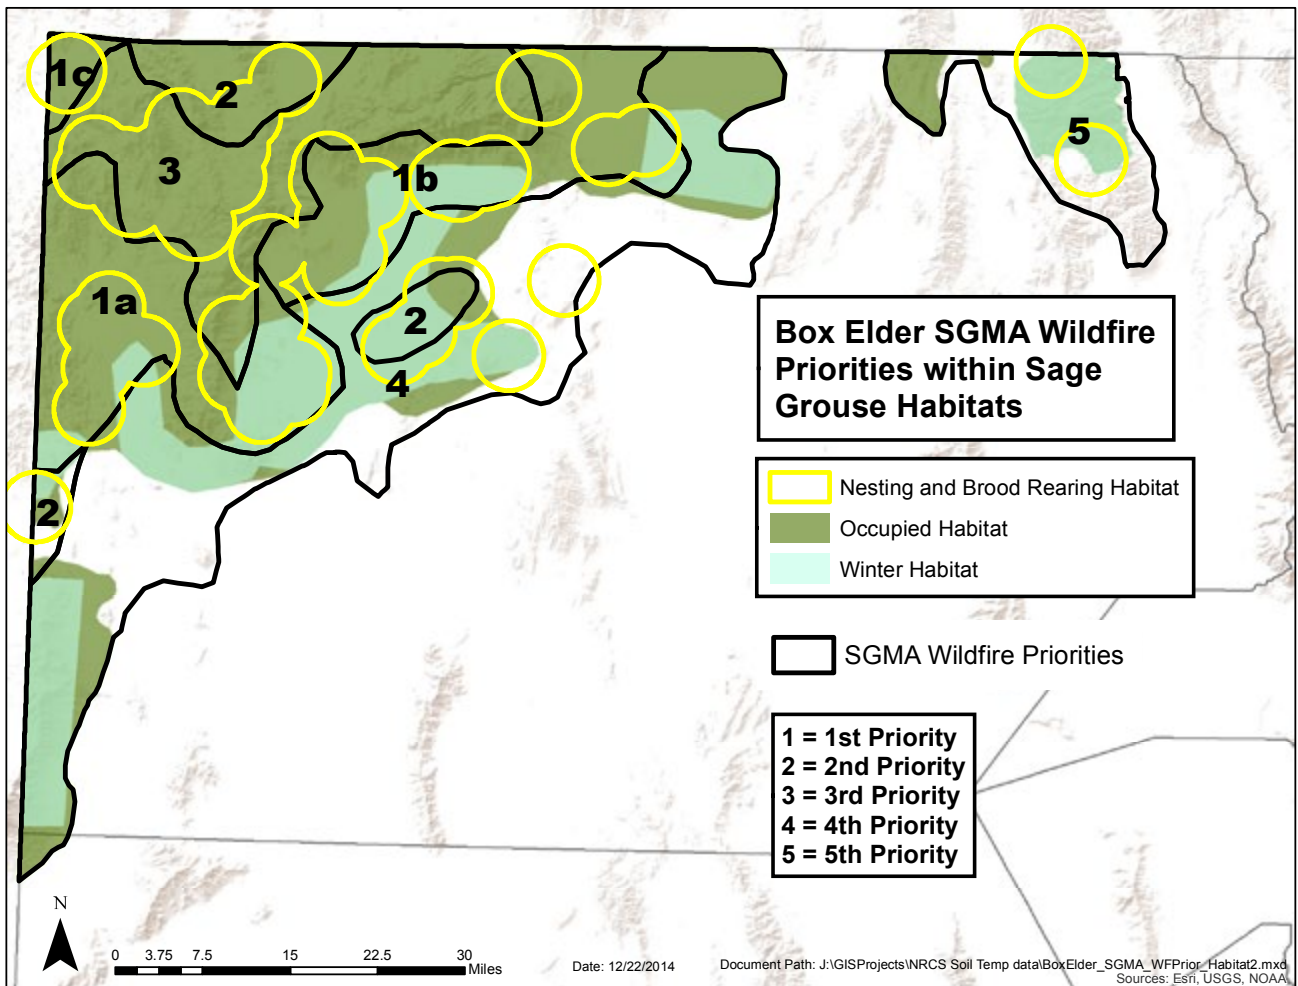 1c
2
3
1b
5
1a
2
4
2
Box Elder SGMA Wildfire
Priorities within Sage
Grouse Habitats
Nesting and Brood Rearing Habitat
Occupied Habitat
Winter Habitat
SGMA Wildfire Priorities
1 = 1st Priority
2 = 2nd Priority
3 = 3rd Priority
4 = 4th Priority
5 = 5th Priority
N
0 3.75 7.5 15 22.5 30
Miles
Date: 12/22/2014
Document Path: J:\GISProjects\NRCS Soil Temp data\BoxElder_SGMA_WFPrior_Habitat2.mxd
Sources: Esri, USGS, NOAA